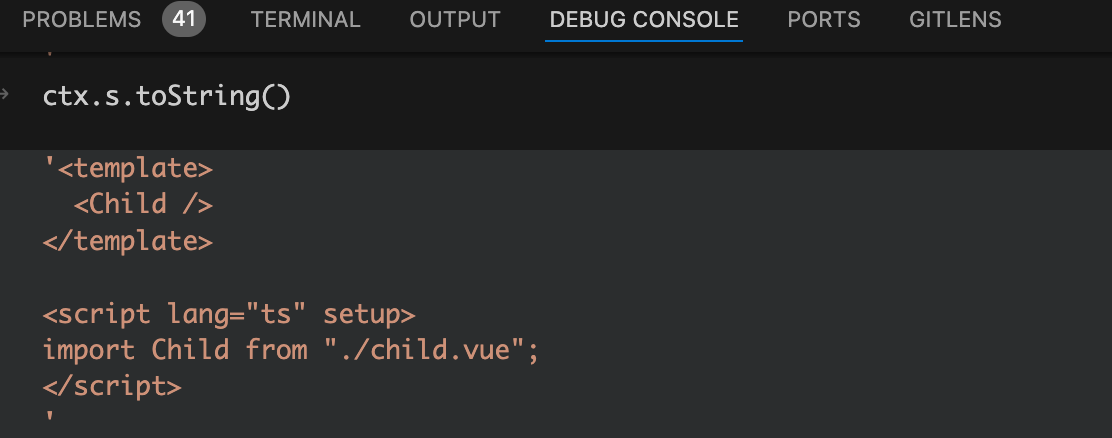 PROBLEMS 41 TERMINAL OUTPUT DEBUG CONSOLE PORTS GITLENS
ctx.s.toString()
'<template>
  <Child />
</template>

<script lang="ts" setup>
import Child from "./child.vue";
</script>
'